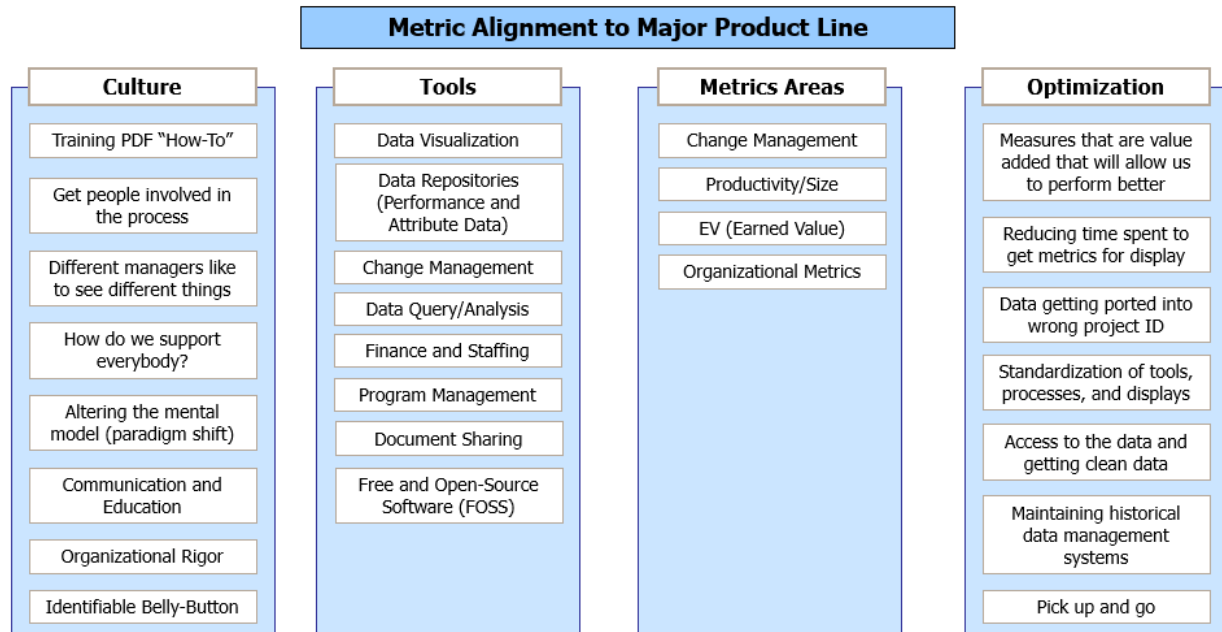 Metric Alignment to Major Product Line
Culture
Training PDF “How-To”
Get people involved in
the process
Different managers like
to see different things
How do we support
everybody?
Altering the mental
model (paradigm shift)
Communication and
Education
Organizational Rigor
Identifiable Belly-Button
Tools
Data Visualization
Data Repositories
(Performance and
Attribute Data)
Change Management
Data Query/Analysis
Finance and Staffing
Program Management
Document Sharing
Free and Open-Source
Software (FOSS)
Metrics Areas
Change Management
Productivity/Size
EV (Earned Value)
Organizational Metrics
Optimization
Measures that are value
added that will allow us
to perform better
Reducing time spent to
get metrics for display
Data getting ported into
wrong project ID
Standardization of tools,
processes, and displays
Access to the data and
getting clean data
Maintaining historical
data management
systems
Pick up and go